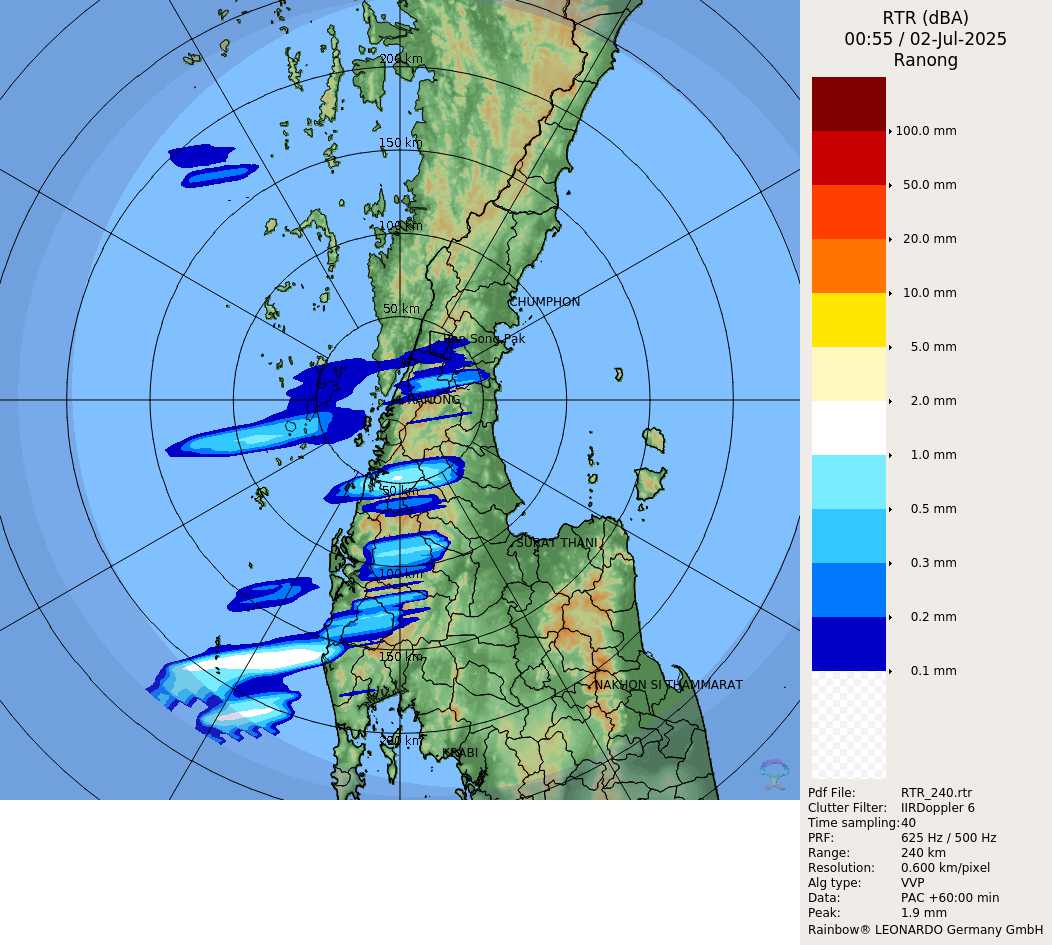 RTR (dBA)
00:55 / 02-Jul-2025
Ranong
200 km
150 km
100 km
50 km
CHUMPHON
Ban Song Pak
RANONG
50 km
SURAT THANI
100 km
150 km
NAKHON SI THAMMARAT
200 km
KRABI
100.0 mm
50.0 mm
20.0 mm
10.0 mm
5.0 mm
2.0 mm
1.0 mm
0.5 mm
0.3 mm
0.2 mm
0.1 mm
Pdf File: RTR_240.rtr
Clutter Filter: IIRDoppler 6
Time sampling:40
PRF: 625 Hz / 500 Hz
Range: 240 km
Resolution: 0.600 km/pixel
Alg type: VVP
Data: PAC +60:00 min
Peak: 1.9 mm
Rainbow® LEONARDO Germany GmbH